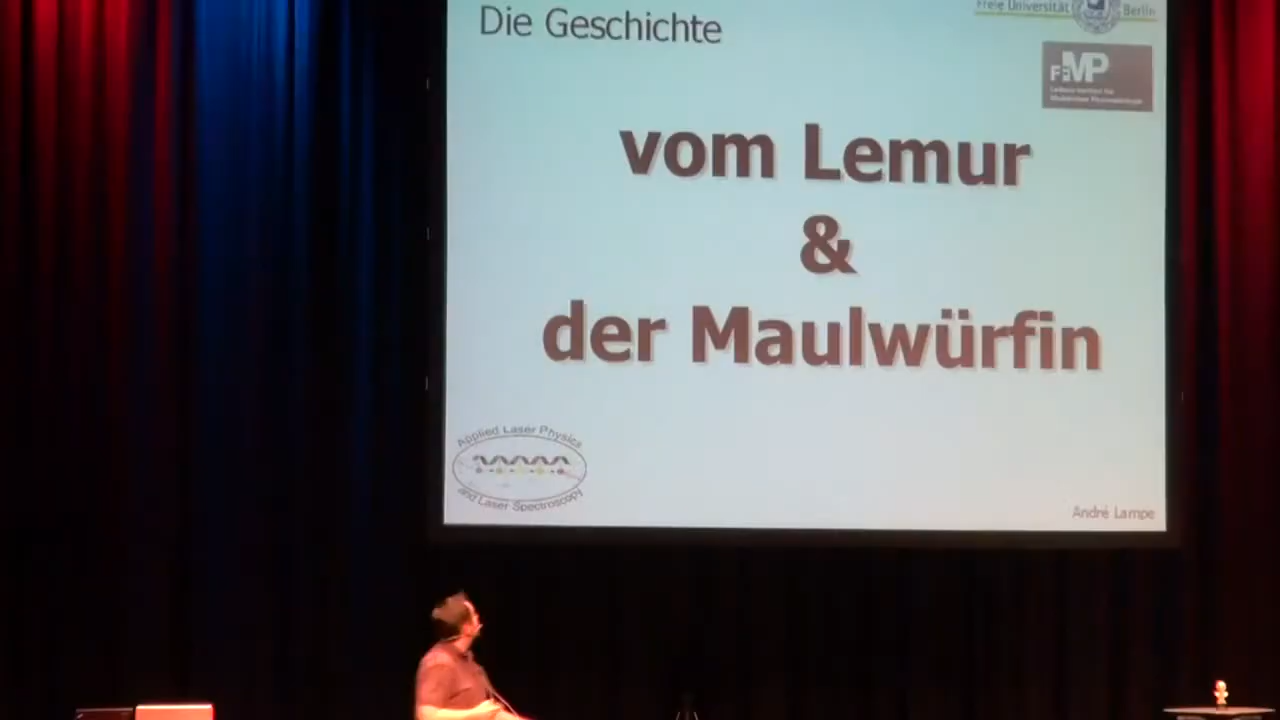 Die Geschichte
Freie Universität Berlin
FMP
vom Lemur
&
der Maulwürfin
Applied Laser Physics
and Laser Spectroscopy
André Lampe